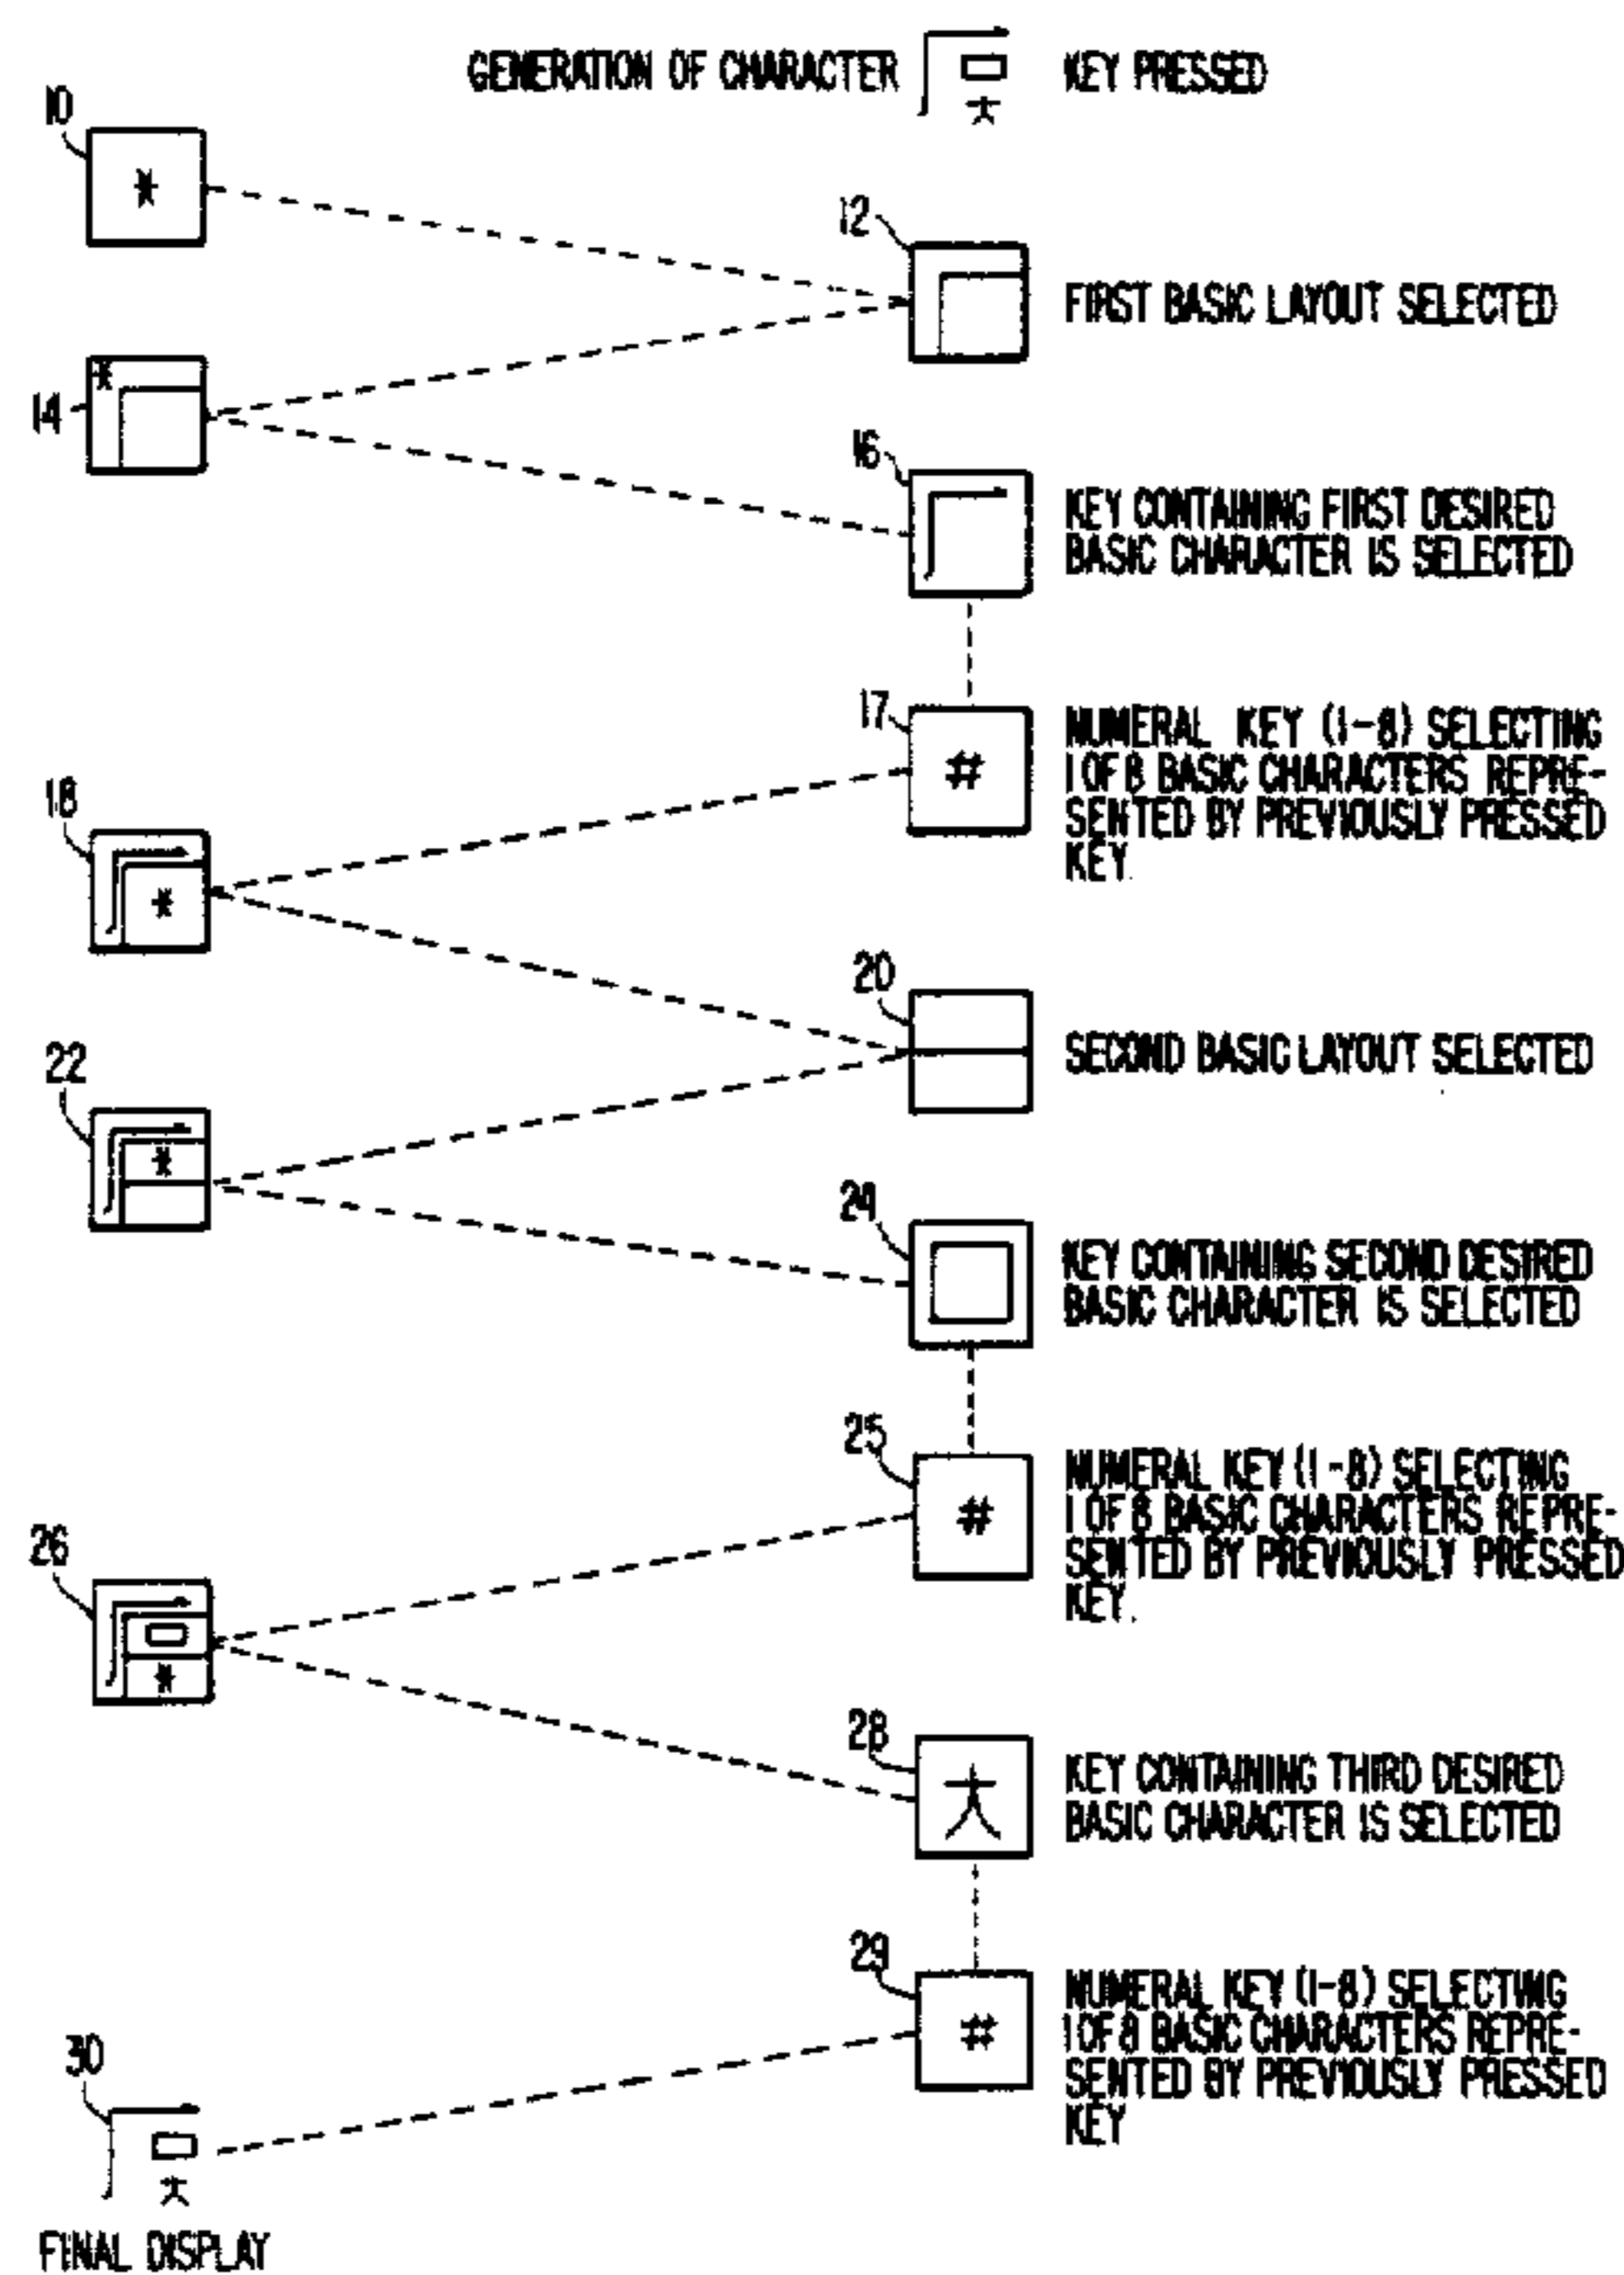 GENERATION OF CHARACTER KEY PRESSED
10
*
12
FIRST BASIC LAYOUT SELECTED
14
*
16
KEY CONTAINING FIRST DESIRED
BASIC CHARACTER IS SELECTED
17
#
NUMERAL KEY (1-8) SELECTING
1 OF 8 BASIC CHARACTERS REPRE-
SENTED BY PREVIOUSLY PRESSED
KEY.
18
*
20
SECOND BASIC LAYOUT SELECTED
22
*
24
KEY CONTAINING SECOND DESIRED
BASIC CHARACTER IS SELECTED
25
#
NUMERAL KEY (1-8) SELECTING
1 OF 8 BASIC CHARACTERS REPRE-
SENTED BY PREVIOUSLY PRESSED
KEY.
26
*
28
大
KEY CONTAINING THIRD DESIRED
BASIC CHARACTER IS SELECTED
29
#
NUMERAL KEY (1-8) SELECTING
1 OF 8 BASIC CHARACTERS REPRE-
SENTED BY PREVIOUSLY PRESSED
KEY
30
FINAL DISPLAY